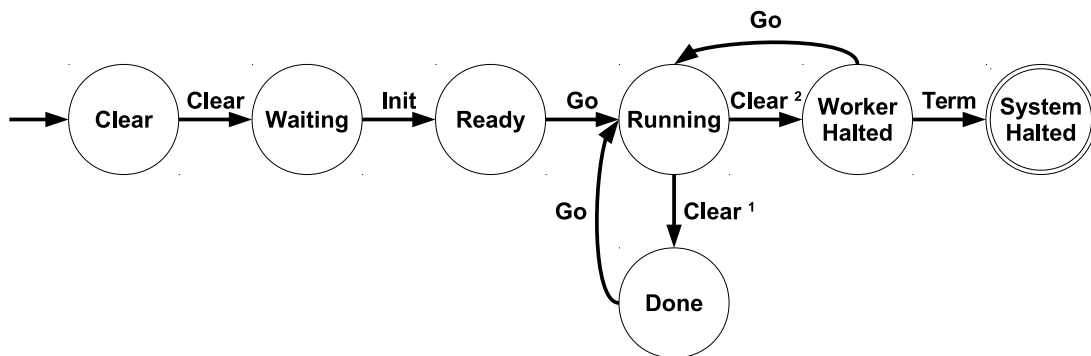 Go
Clear
Clear
Waiting
Init
Ready
Go
Running
Clear ²
Worker
Halted
Term
System
Halted
Go
Clear ¹
Done